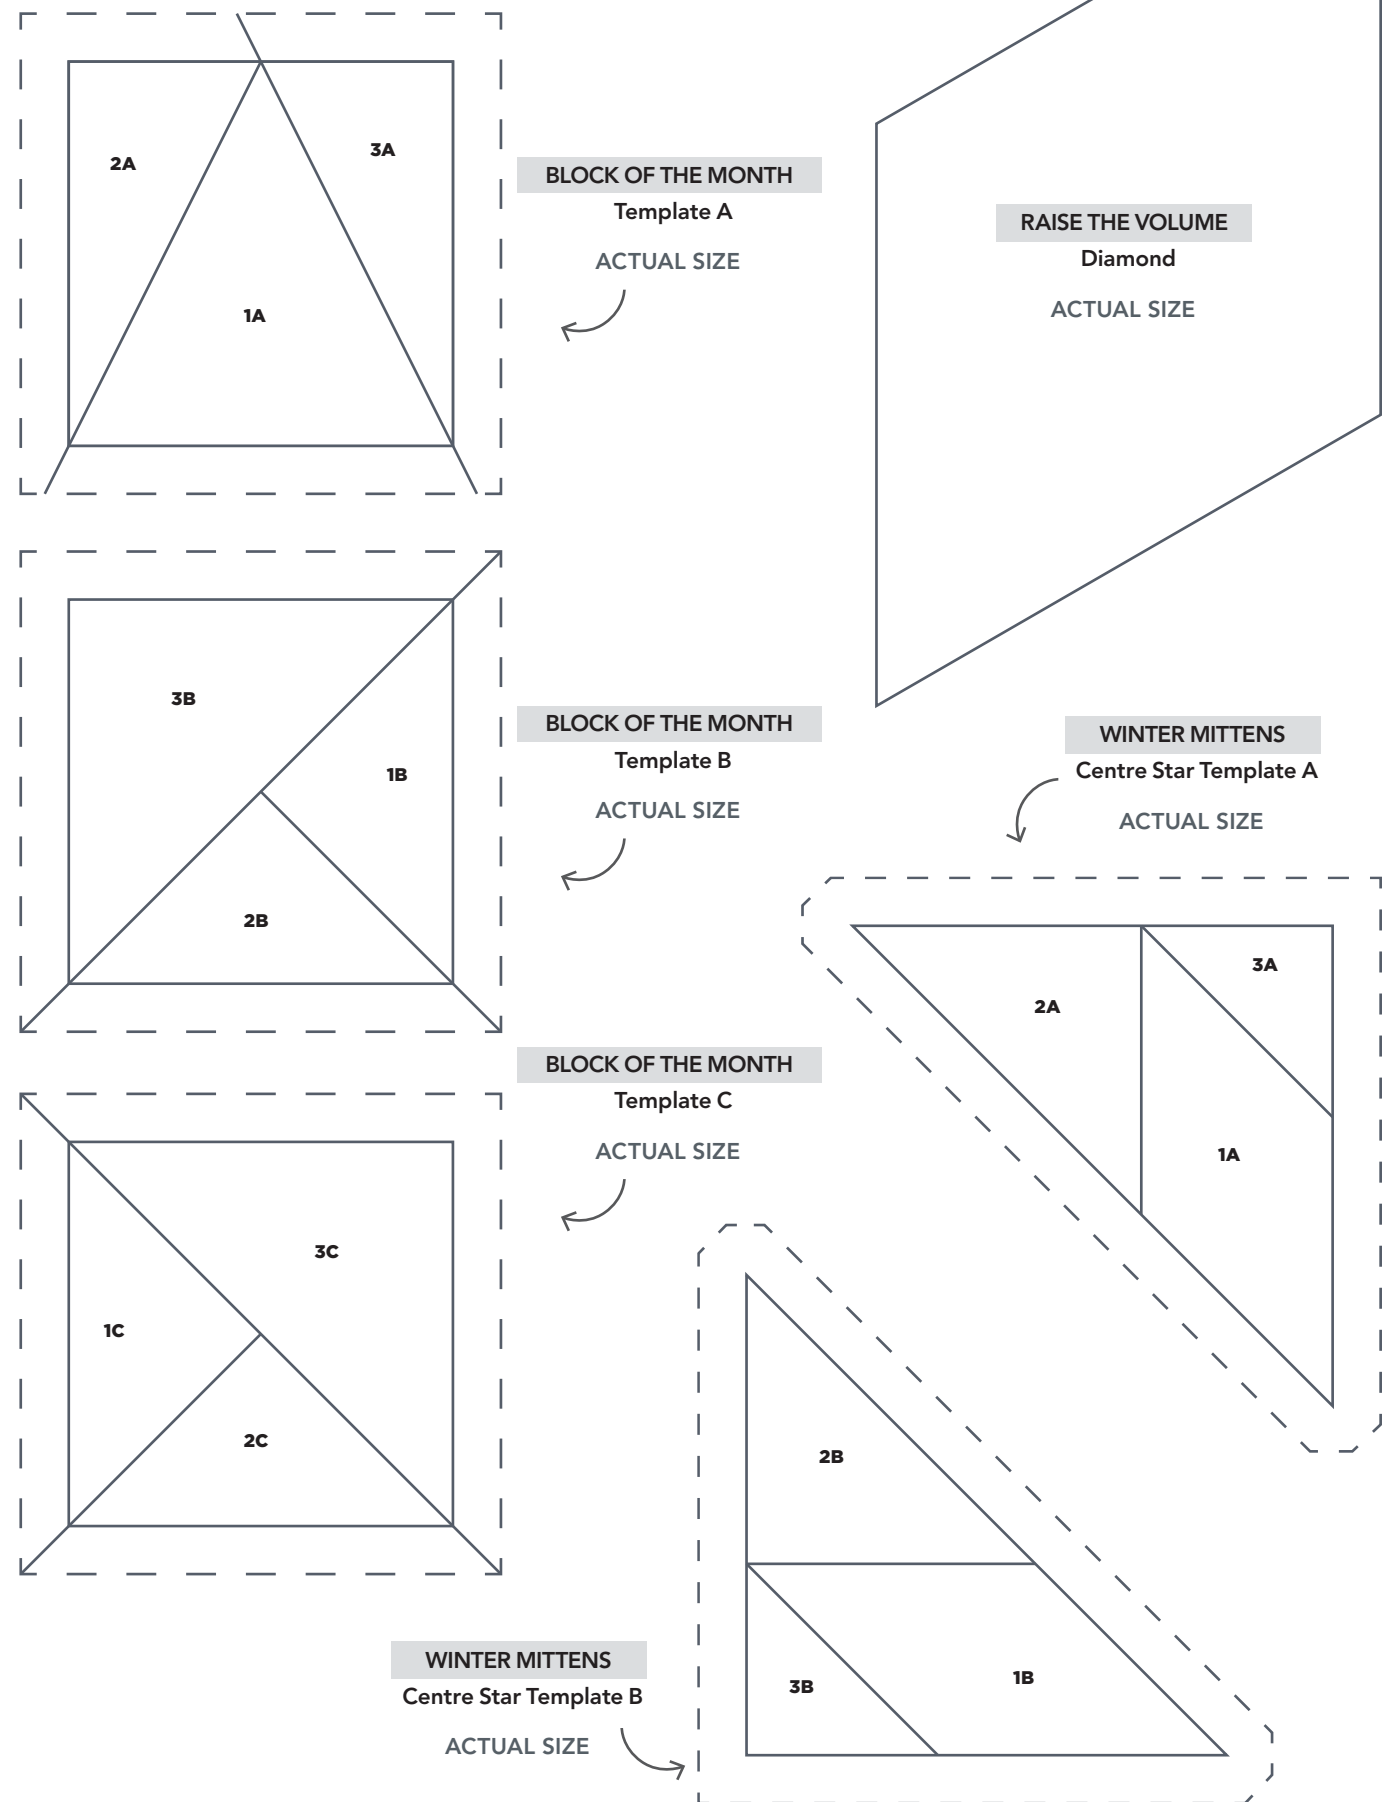 2A
3A
1A
BLOCK OF THE MONTH
Template A
ACTUAL SIZE
RAISE THE VOLUME
Diamond
ACTUAL SIZE
3B
1B
2B
BLOCK OF THE MONTH
Template B
ACTUAL SIZE
WINTER MITTENS
Centre Star Template A
ACTUAL SIZE
2A
3A
1A
BLOCK OF THE MONTH
Template C
ACTUAL SIZE
3C
1C
2C
2B
3B
1B
WINTER MITTENS
Centre Star Template B
ACTUAL SIZE